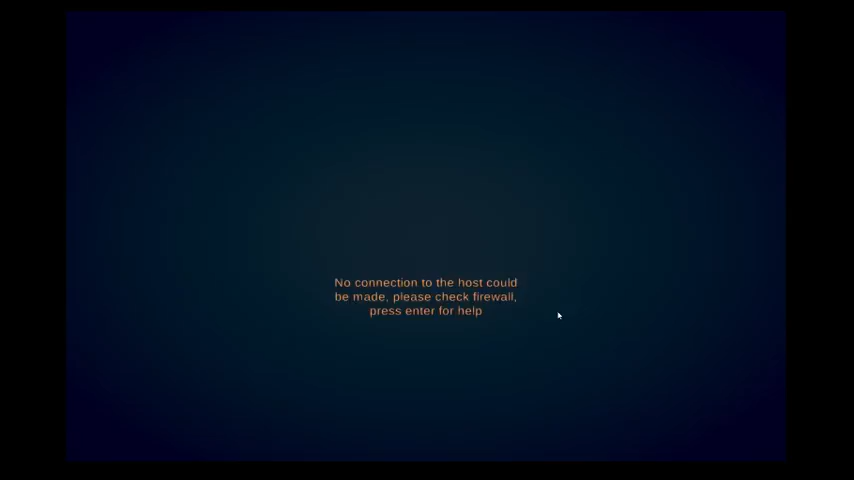 No connection to the host could
be made, please check firewall,
press enter for help